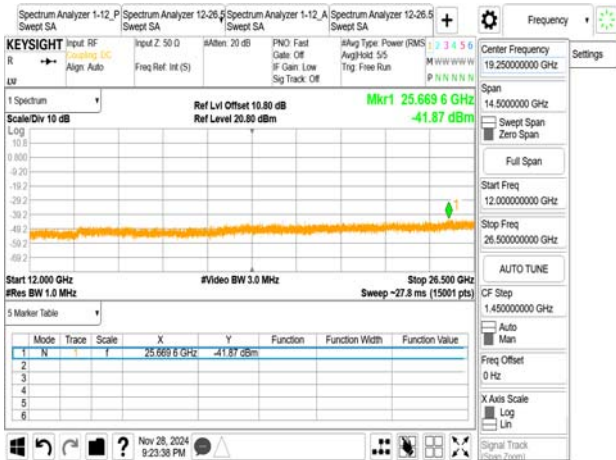 Spectrum Analyzer 1-12_P
Swept SA
Spectrum Analyzer 12-26.5
Swept SA
Spectrum Analyzer 1-12_A
Swept SA
Spectrum Analyzer 12-26.5
Swept SA
Frequency
KEYSIGHT
R
Input: RF
Coupling: DC
Align: Auto
Input Z: 50 Ω
Freq Ref: Int (S)
#Atten: 20 dB
PNO: Fast
Gate: Off
IF Gain: Low
Sig Track: Off
#Avg Type: Power (RMS
Avg|Hold: 5/5
Trig: Free Run
1 2 3 4 5 6
M W W W W W
P N N N N N
1 Spectrum
Scale/Div 10 dB
Ref Lvl Offset 10.80 dB
Ref Level 20.80 dBm
Mkr1 25.669 6 GHz
-41.87 dBm
Log
10.8
0.800
-9.20
-19.2
-29.2
-39.2
-49.2
-59.2
-69.2
1
Start 12.000 GHz
#Res BW 1.0 MHz
#Video BW 3.0 MHz
Stop 26.500 GHz
Sweep ~27.8 ms (15001 pts)
5 Marker Table
Mode Trace Scale X Y Function Function Width Function Value
1 N 1 f 25.669 6 GHz -41.87 dBm
2
3
4
5
6
Nov 28, 2024
9:23:38 PM
Center Frequency
19.250000000 GHz
Settings
Span
14.5000000 GHz
Swept Span
Zero Span
Full Span
Start Freq
12.000000000 GHz
Stop Freq
26.500000000 GHz
AUTO TUNE
CF Step
1.450000000 GHz
Auto
Man
Freq Offset
0 Hz
X Axis Scale
Log
Lin
Signal Track
(Span Zoom)